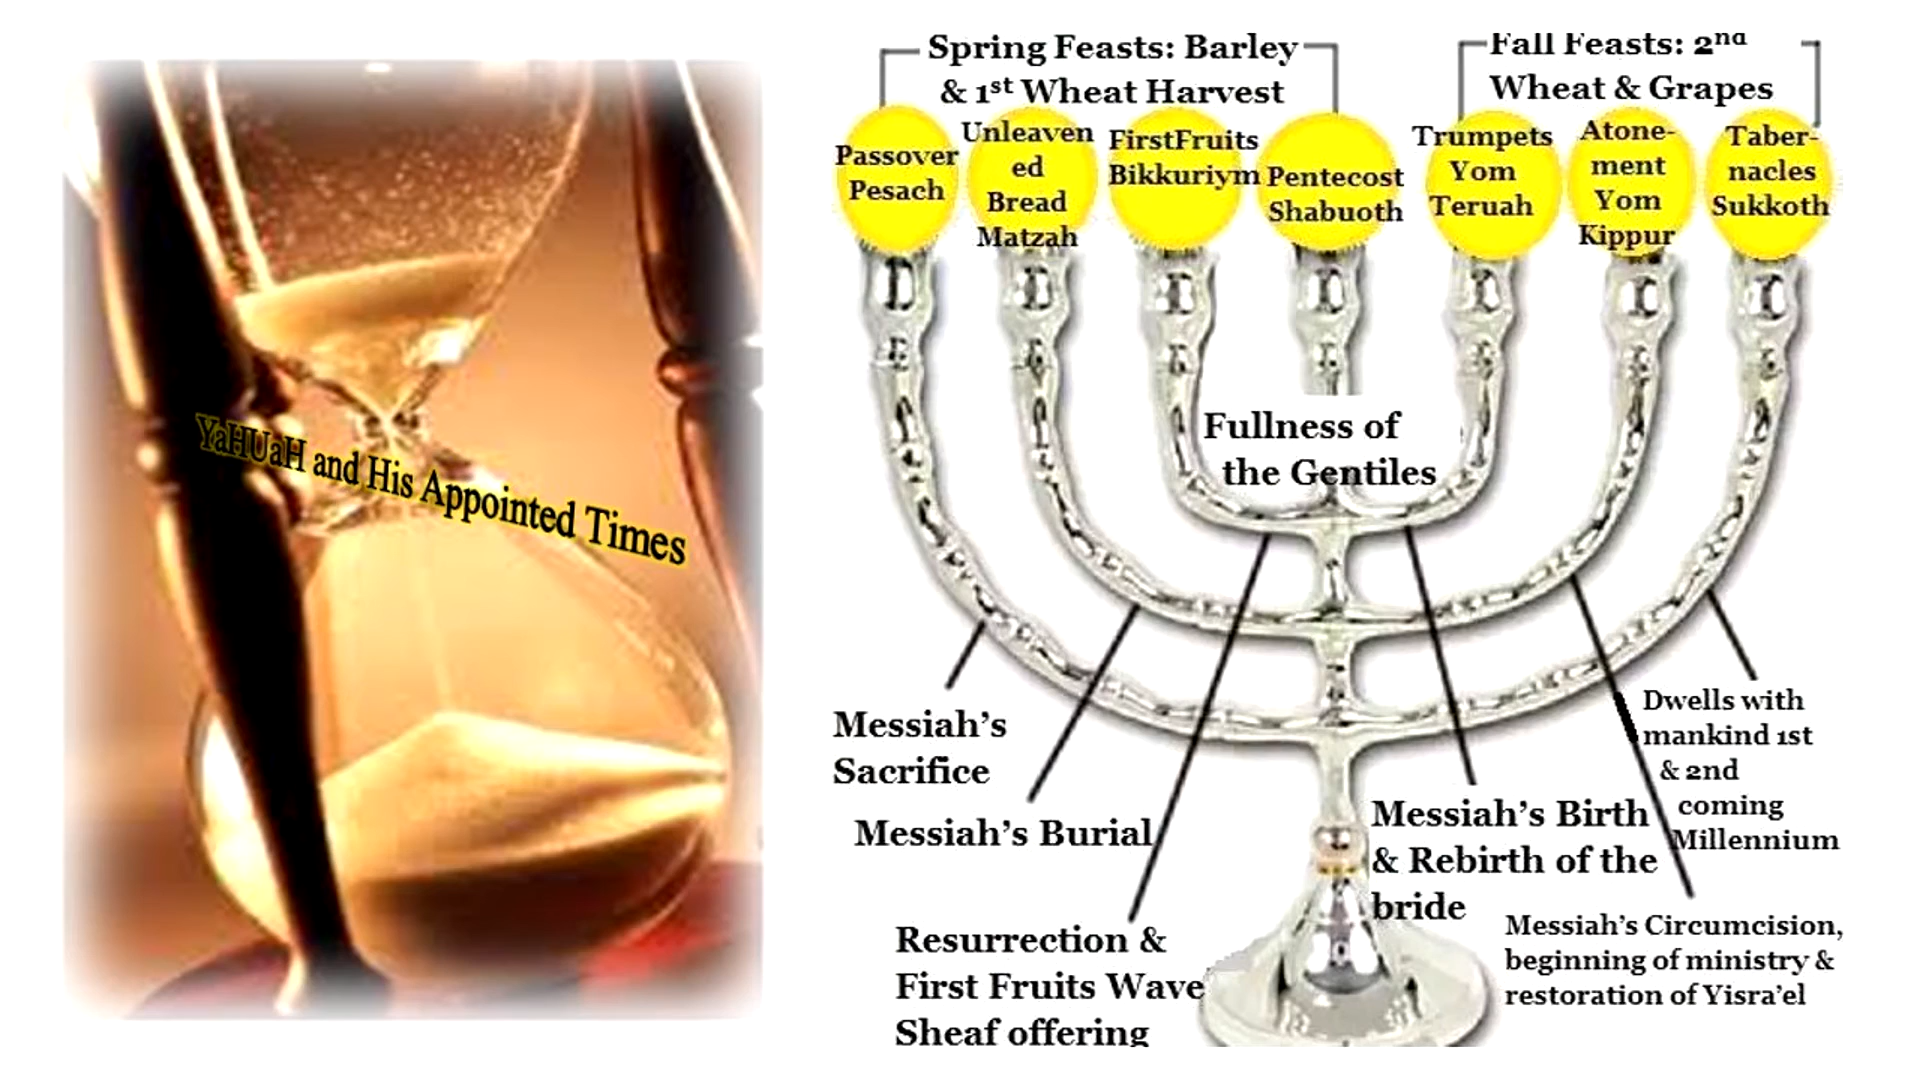 YaHUaH and His Appointed Times
Spring Feasts: Barley
& 1st Wheat Harvest
Fall Feasts: 2nd
Wheat & Grapes
Passover
Pesach
Unleaven
ed
Bread
Matzah
FirstFruits
Bikkuriym
Pentecost
Shabuoth
Trumpets
Yom
Teruah
Atone-
ment
Yom
Kippur
Taber-
nacles
Sukkoth
Fullness of
the Gentiles
Messiah’s
Sacrifice
Messiah’s Burial
Resurrection &
First Fruits Wave
Sheaf offering
Messiah’s Birth
& Rebirth of the
bride
Messiah’s Circumcision,
beginning of ministry &
restoration of Yisra’el
Dwells with
mankind 1st
& 2nd
coming
Millennium